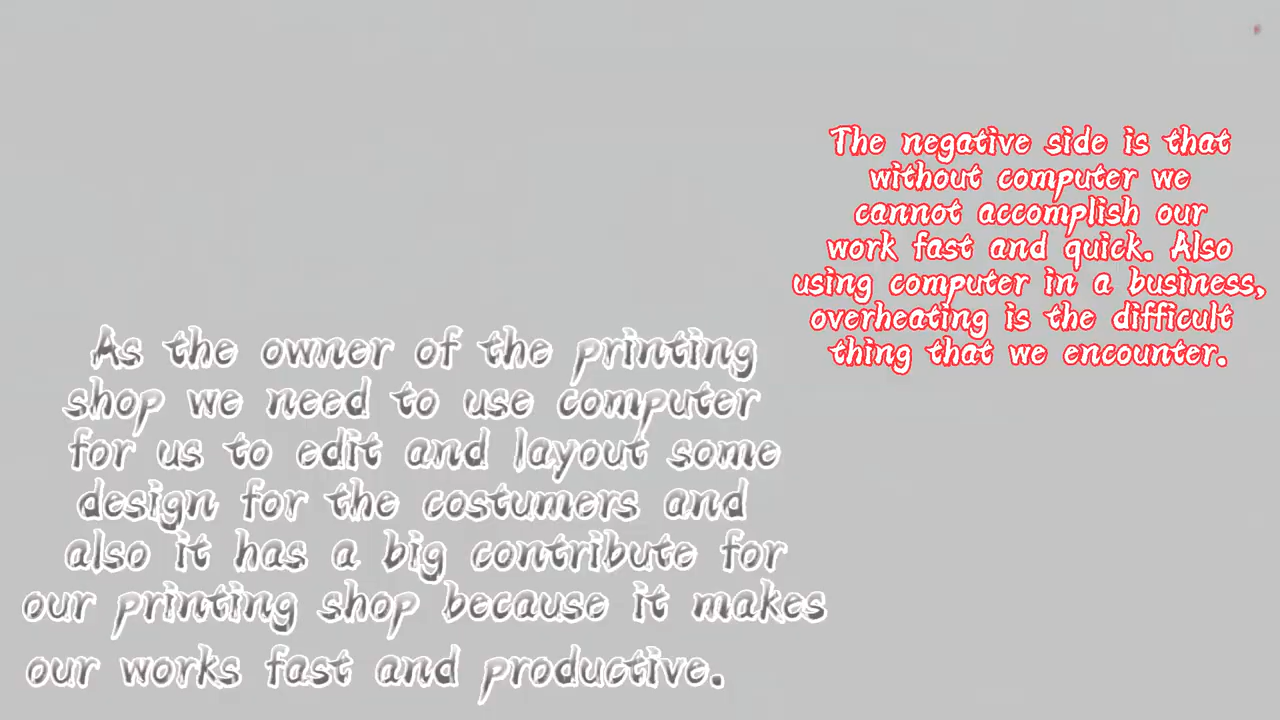 The negative side is that
without computer we
cannot accomplish our
work fast and quick. Also
using computer in a business,
overheating is the difficult
thing that we encounter.
As the owner of the printing
shop we need to use computer
for us to edit and layout some
design for the costumers and
also it has a big contribute for
our printing shop because it makes
our works fast and productive.